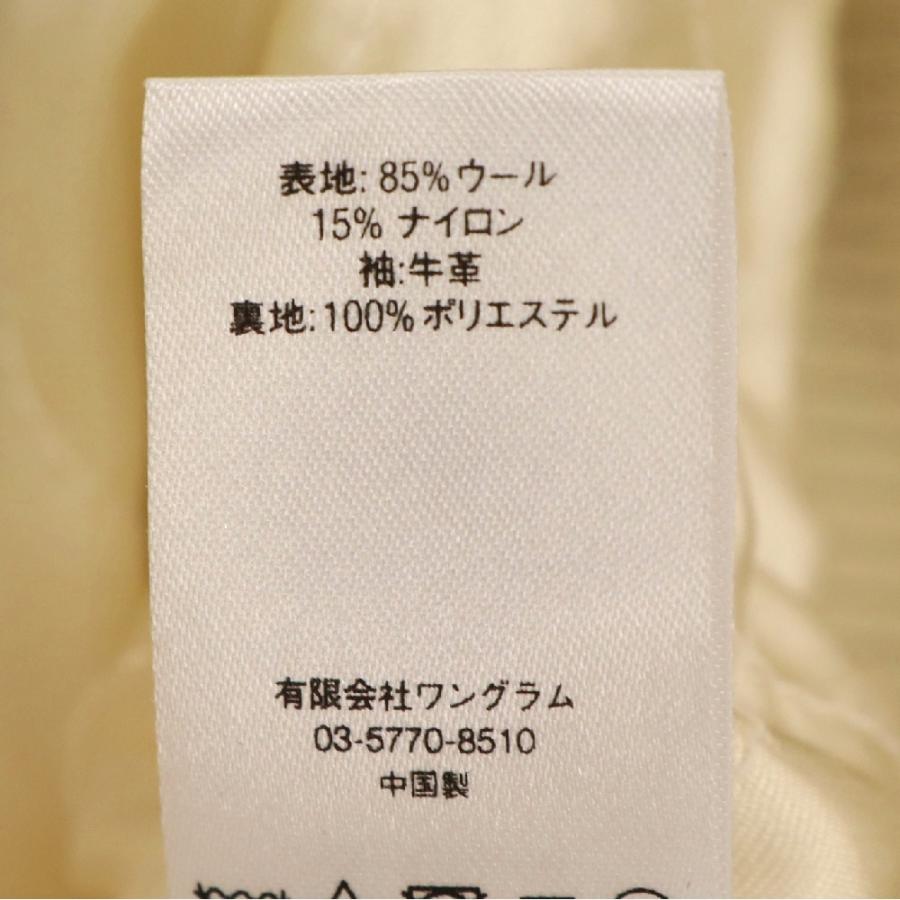 表地: 85%ウール
15% ナイロン
袖:牛革
裏地:100%ポリエステル
有限会社ワングラム
03-5770-8510
中国製